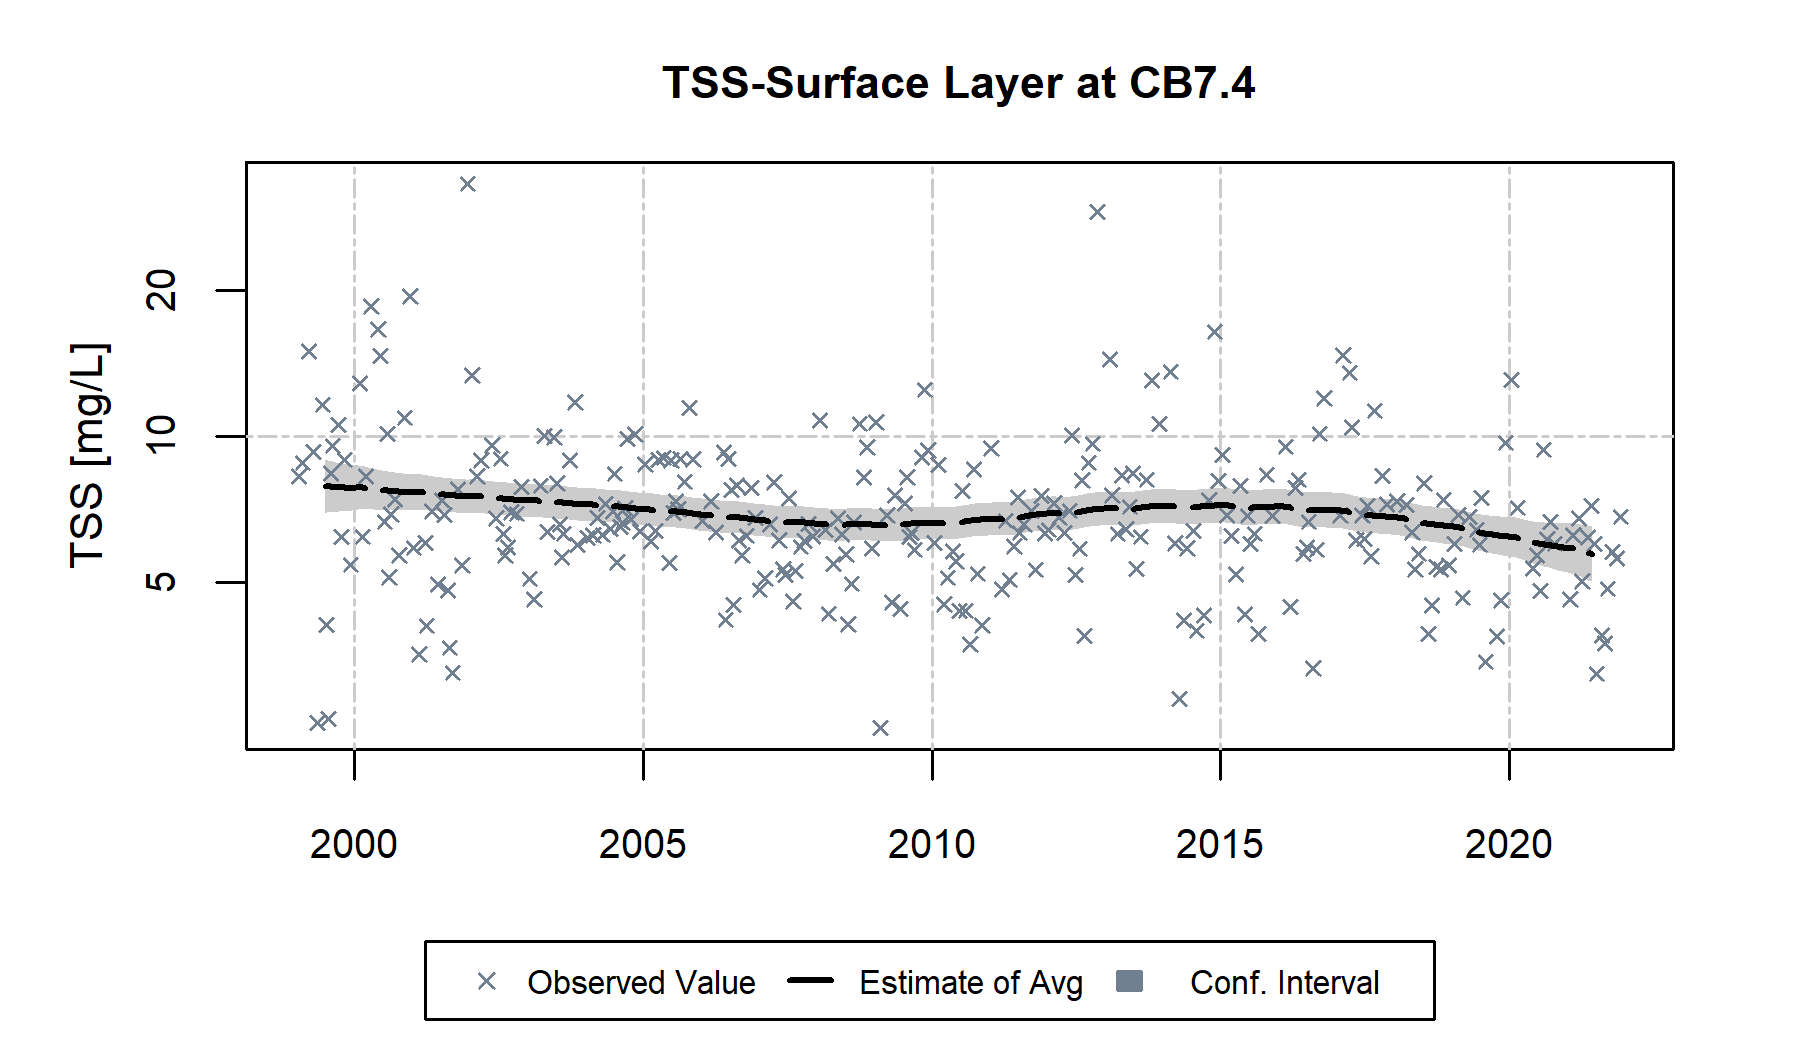 TSS-Surface Layer at CB7.4
TSS [mg/L]
20
10
5
2000 2005 2010 2015 2020
Observed Value Estimate of Avg Conf. Interval